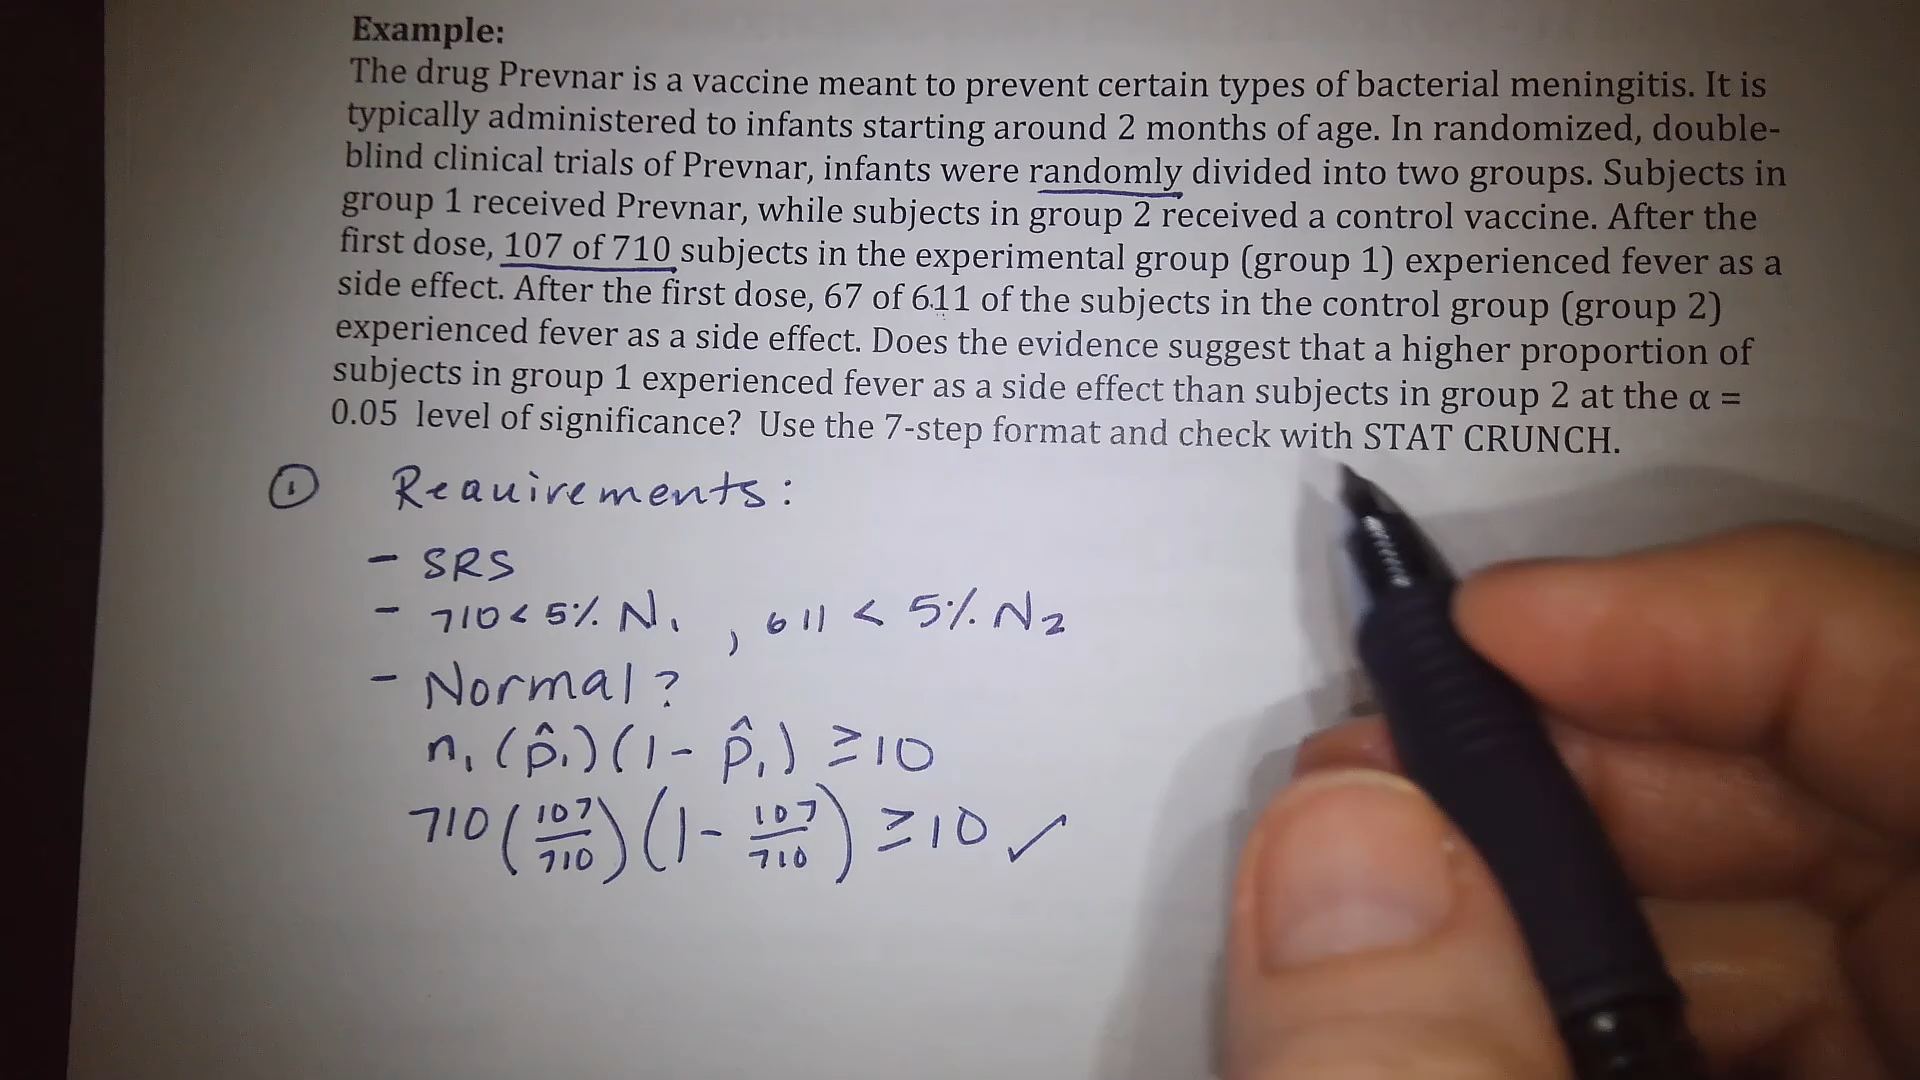 Example:
The drug Prevnar is a vaccine meant to prevent certain types of bacterial meningitis. It is
typically administered to infants starting around 2 months of age. In randomized, double-
blind clinical trials of Prevnar, infants were randomly divided into two groups. Subjects in
group 1 received Prevnar, while subjects in group 2 received a control vaccine. After the
first dose, 107 of 710 subjects in the experimental group (group 1) experienced fever as a
side effect. After the first dose, 67 of 611 of the subjects in the control group (group 2)
experienced fever as a side effect. Does the evidence suggest that a higher proportion of
subjects in group 1 experienced fever as a side effect than subjects in group 2 at the α =
0.05 level of significance? Use the 7-step format and check with STAT CRUNCH.
① Requirements:
- SRS
- 710 < 5% N₁ , 611 < 5% N₂
- Normal?
n₁ (p̂₁)(1 - p̂₁) ≥ 10
710 (107/710) (1 - 107/710) ≥ 10 ✓